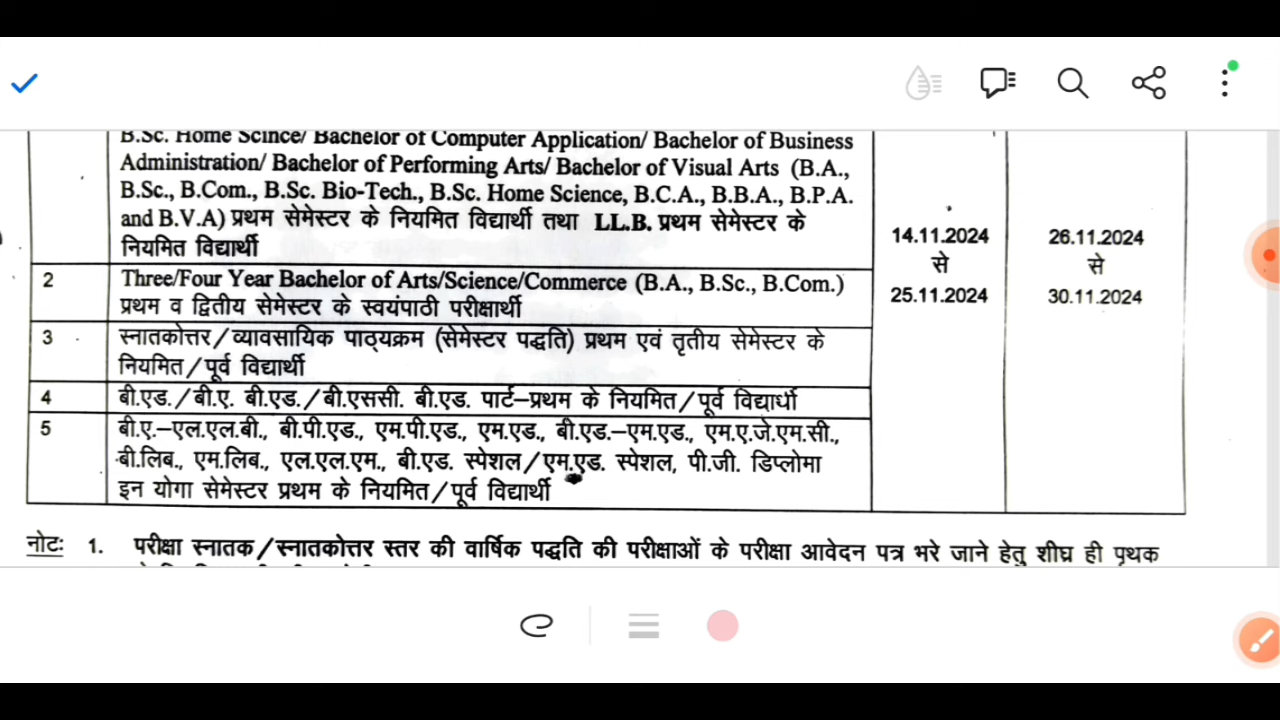 B.Sc. Home Scince/ Bachelor of Computer Application/ Bachelor of Business
Administration/ Bachelor of Performing Arts/ Bachelor of Visual Arts (B.A.,
B.Sc., B.Com., B.Sc. Bio-Tech., B.Sc. Home Science, B.C.A., B.B.A., B.P.A.
and B.V.A) प्रथम सेमेस्टर के नियमित विद्यार्थी तथा LL.B. प्रथम सेमेस्टर के
नियमित विद्यार्थी
14.11.2024
से
25.11.2024
26.11.2024
से
30.11.2024
2
Three/Four Year Bachelor of Arts/Science/Commerce (B.A., B.Sc., B.Com.)
प्रथम व द्वितीय सेमेस्टर के स्वयंपाठी परीक्षार्थी
3
स्नातकोत्तर/व्यावसायिक पाठ्यक्रम (सेमेस्टर पद्धति) प्रथम एवं तृतीय सेमेस्टर के
नियमित/पूर्व विद्यार्थी
4
बी.एड./बी.ए. बी.एड./बी.एससी. बी.एड. पार्ट–प्रथम के नियमित/पूर्व विद्यार्थी
5
बी.ए.–एल.एल.बी., बी.पी.एड., एम.पी.एड., एम.एड., बी.एड.–एम.एड., एम.ए.जे.एम.सी.,
बी.लिब., एम.लिब., एल.एल.एम., बी.एड. स्पेशल/एम.एड. स्पेशल, पी.जी. डिप्लोमा
इन योगा सेमेस्टर प्रथम के नियमित/पूर्व विद्यार्थी
नोटः 1. परीक्षा स्नातक/स्नातकोत्तर स्तर की वार्षिक पद्धति की परीक्षाओं के परीक्षा आवेदन पत्र भरे जाने हेतु शीघ्र ही पृथक